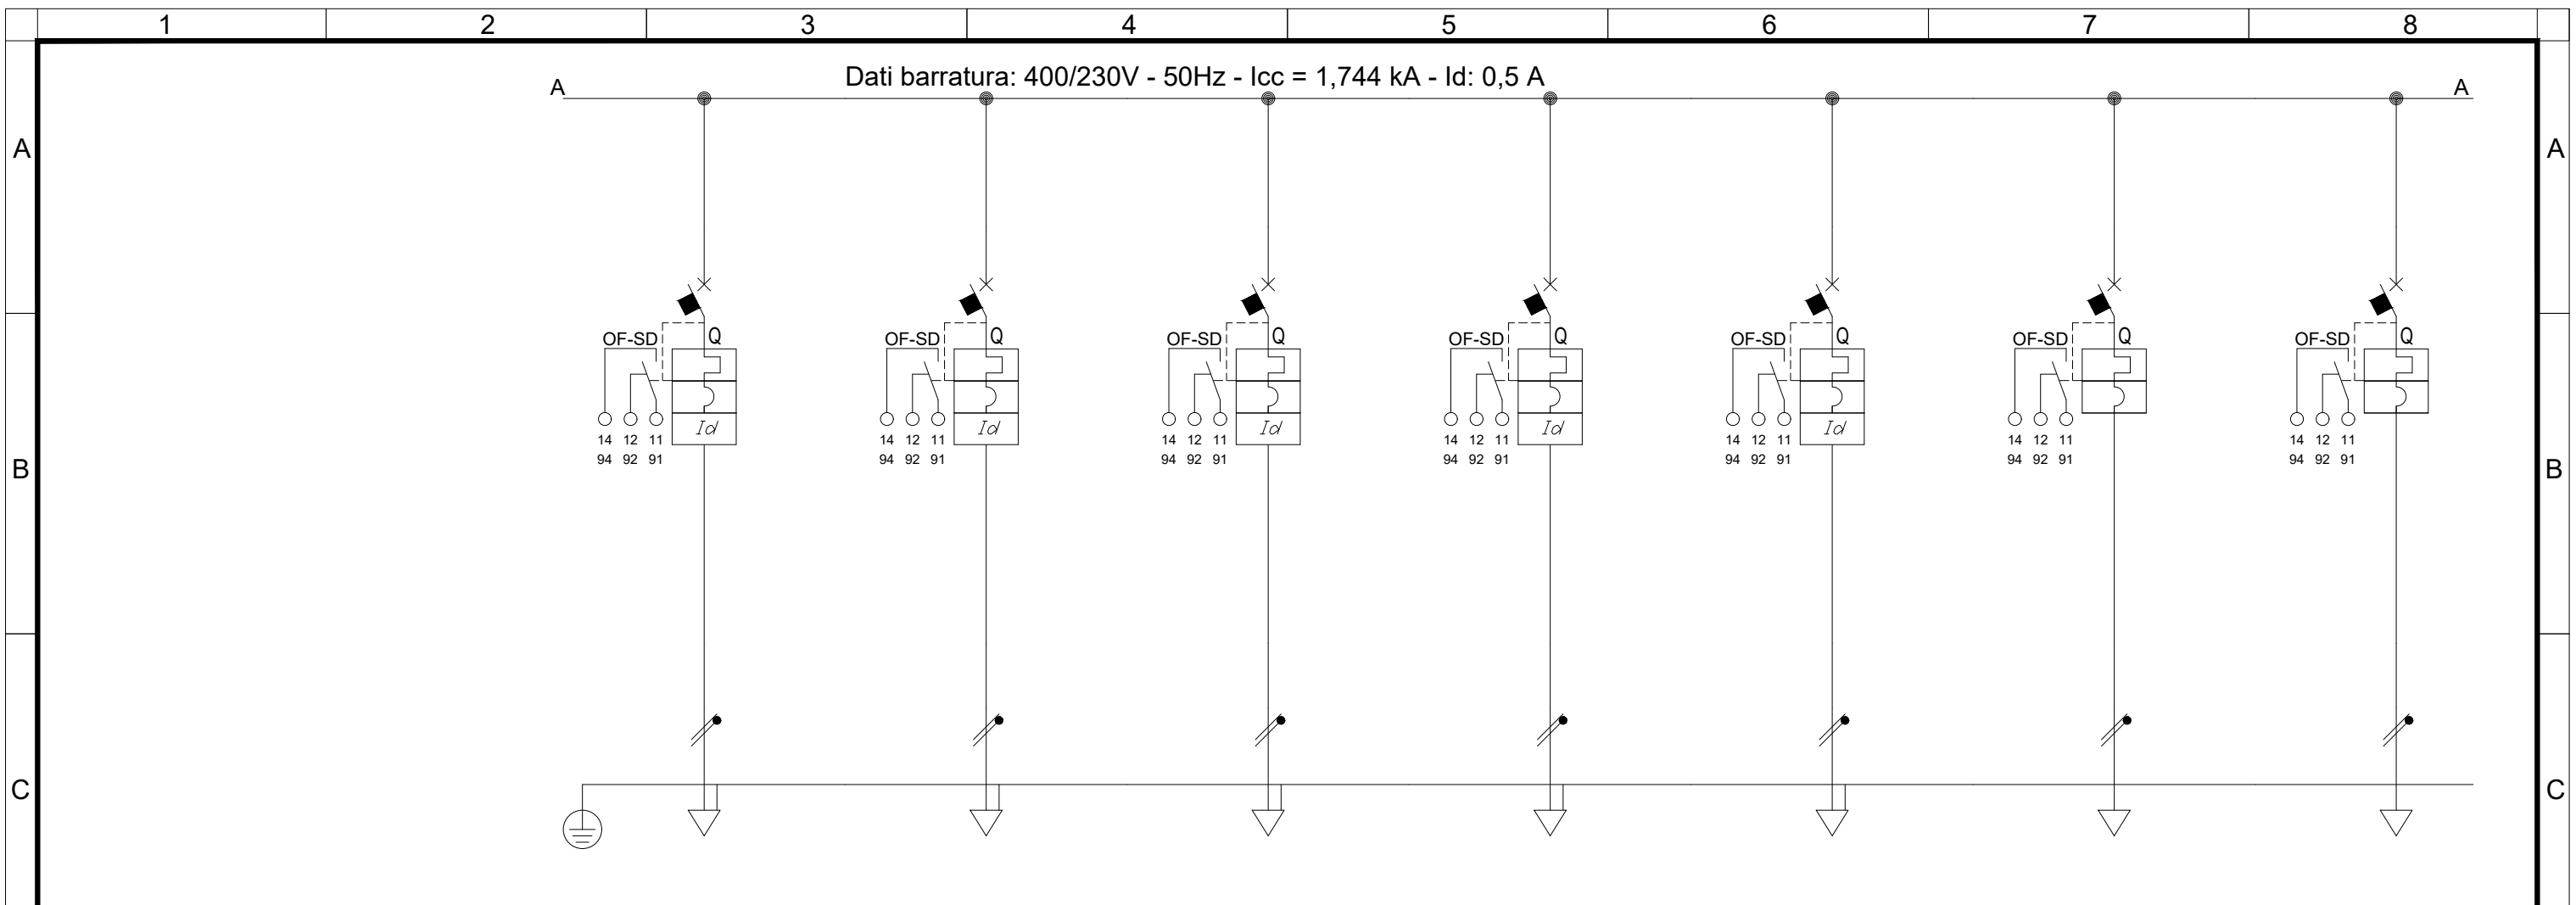 1 2 3 4 5 6 7 8
Dati barratura: 400/230V - 50Hz - Icc = 1,744 kA - Id: 0,5 A
A A
A A
OF-SD Q OF-SD Q OF-SD Q OF-SD Q OF-SD Q OF-SD Q OF-SD Q
Id Id Id Id Id
14 12 11 14 12 11 14 12 11 14 12 11 14 12 11 14 12 11 14 12 11
94 92 91 94 92 91 94 92 91 94 92 91 94 92 91 94 92 91 94 92 91
B B
C C